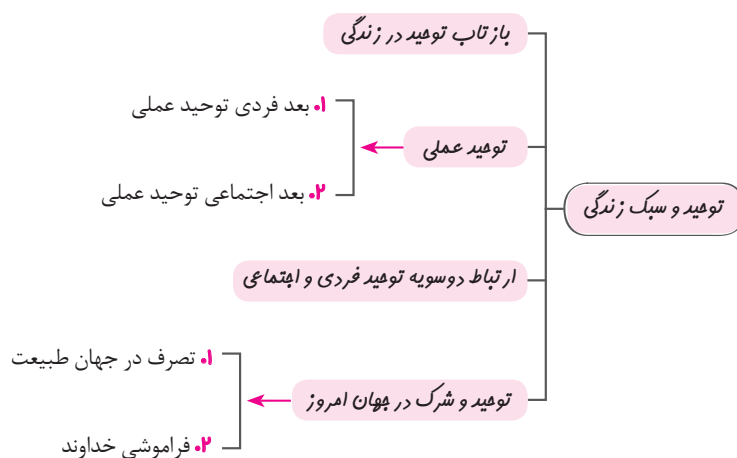 توحید و سبک زندگی
بازتاب توحید در زندگی
توحید عملی
۱. بعد فردی توحید عملی
۲. بعد اجتماعی توحید عملی
ارتباط دوسویه توحید فردی و اجتماعی
توحید و شرک در جهان امروز
۱. تصرف در جهان طبیعت
۲. فراموشی خداوند